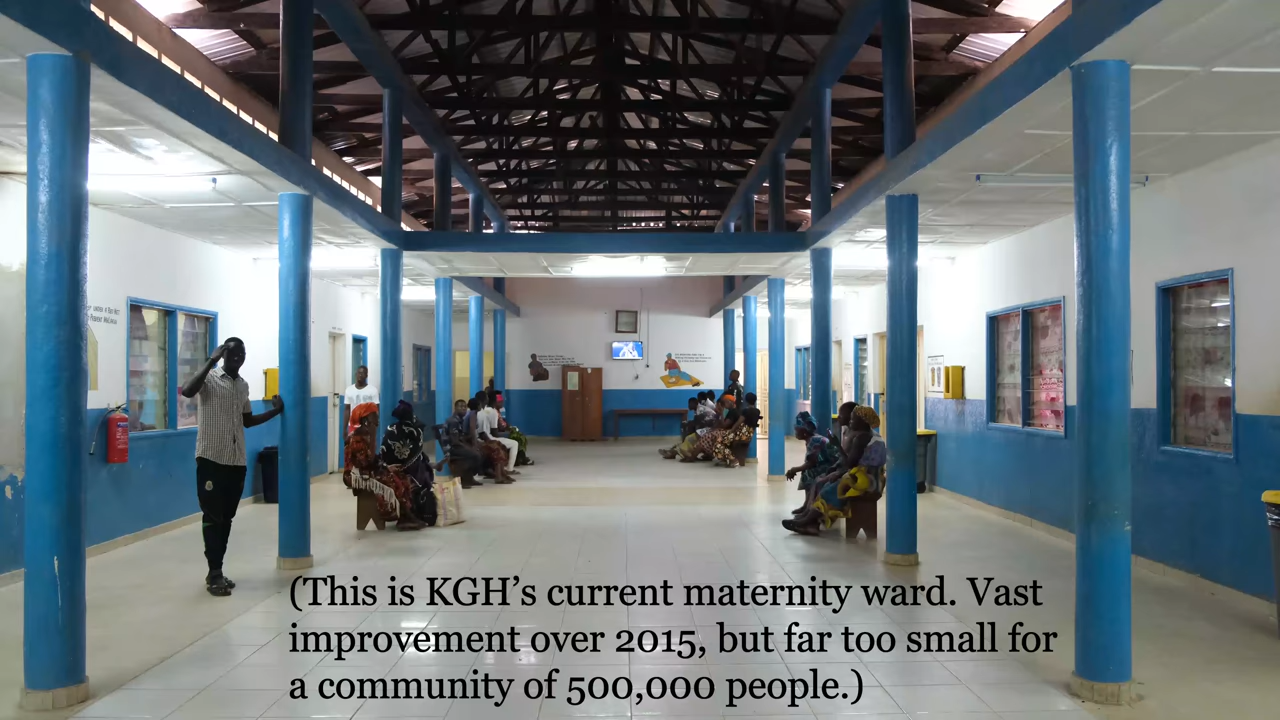 (This is KGH’s current maternity ward. Vast
improvement over 2015, but far too small for
a community of 500,000 people.)